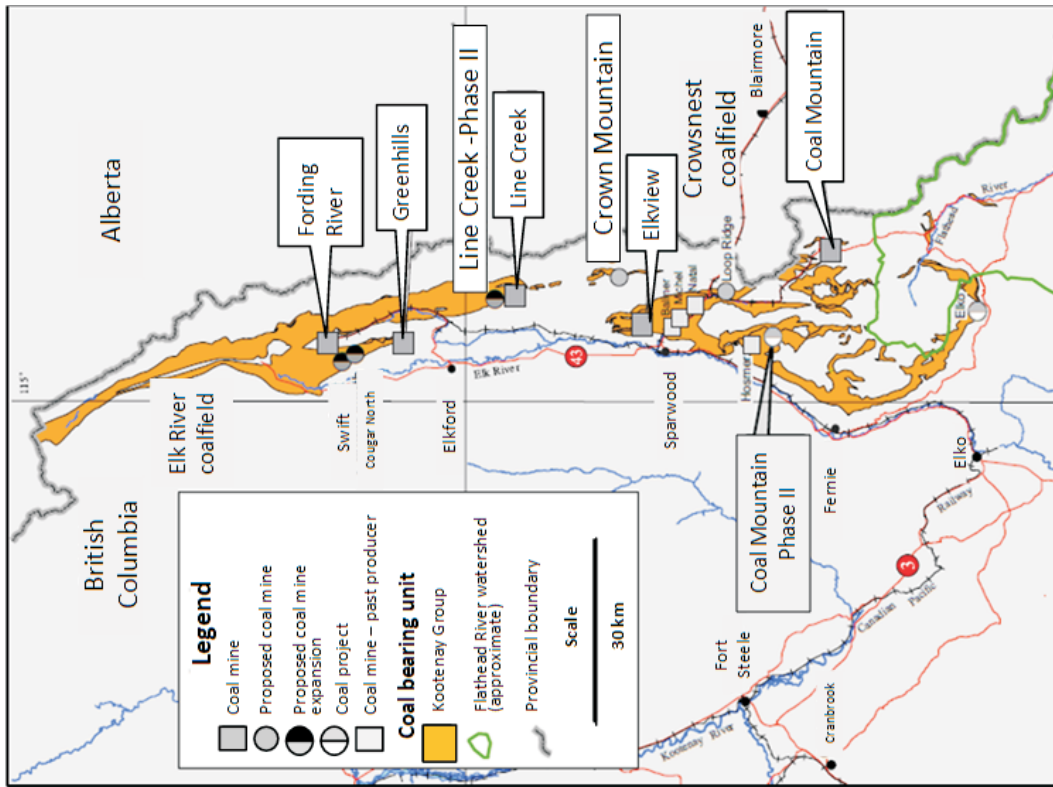 British
Columbia
Alberta
115°
Elk River
coalfield
Fording
River
Swift
Cougar North
Greenhills
Elkford
Line Creek -Phase II
Line Creek
Elk River
43
Crown Mountain
Elkview
Sparwood
Balmer
Michel
Natal
Loop Ridge
Crowsnest
coalfield
Blairmore
Hosmer
Coal Mountain
Coal Mountain
Phase II
Fernie
Flathead
River
Elko
Elko
Railway
Pacific
Canadian
3
Fort
Steele
Kootenay River
Cranbrook
Legend
Coal mine
Proposed coal mine
Proposed coal mine
expansion
Coal project
Coal mine – past producer
Coal bearing unit
Kootenay Group
Flathead River watershed
(approximate)
Provincial boundary
Scale
30 km